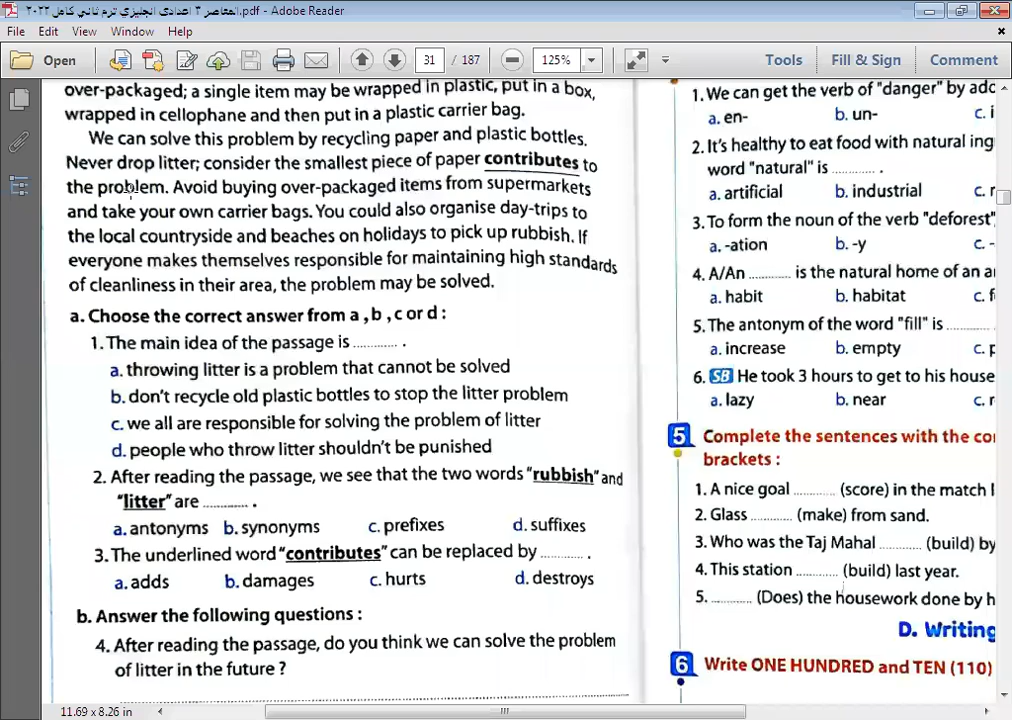 المعاصر ٣ اعدادى انجليزي ترم ثاني كامل ٢٠٢٢.pdf - Adobe Reader
File Edit View Window Help
Open 31 / 187 125% Tools Fill & Sign Comment
over-packaged; a single item may be wrapped in plastic, put in a box,
wrapped in cellophane and then put in a plastic carrier bag.
We can solve this problem by recycling paper and plastic bottles.
Never drop litter; consider the smallest piece of paper contributes to
the problem. Avoid buying over-packaged items from supermarkets
and take your own carrier bags. You could also organise day-trips to
the local countryside and beaches on holidays to pick up rubbish. If
everyone makes themselves responsible for maintaining high standards
of cleanliness in their area, the problem may be solved.
a. Choose the correct answer from a , b , c or d :
1. The main idea of the passage is .......... .
a. throwing litter is a problem that cannot be solved
b. don't recycle old plastic bottles to stop the litter problem
c. we all are responsible for solving the problem of litter
d. people who throw litter shouldn't be punished
2. After reading the passage, we see that the two words "rubbish" and
"litter" are .......... .
a. antonyms b. synonyms c. prefixes d. suffixes
3. The underlined word "contributes" can be replaced by .......... .
a. adds b. damages c. hurts d. destroys
b. Answer the following questions :
4. After reading the passage, do you think we can solve the problem
of litter in the future ?
1. We can get the verb of "danger" by
a. en- b. un- c.
2. It's healthy to eat food with natural
word "natural" is .......... .
a. artificial b. industrial c.
3. To form the noun of the verb "deforest"
a. -ation b. -y c. -
4. A/An .......... is the natural home of an
a. habit b. habitat c.
5. The antonym of the word "fill" is ..........
a. increase b. empty c.
6. SB He took 3 hours to get to his house
a. lazy b. near c.
5 Complete the sentences with the
brackets :
1. A nice goal .......... (score) in the match
2. Glass .......... (make) from sand.
3. Who was the Taj Mahal .......... (build) by
4. This station .......... (build) last year.
5. .......... (Does) the housework done by
D. Writing
6 Write ONE HUNDRED and TEN (110)
11.69 x 8.26 in